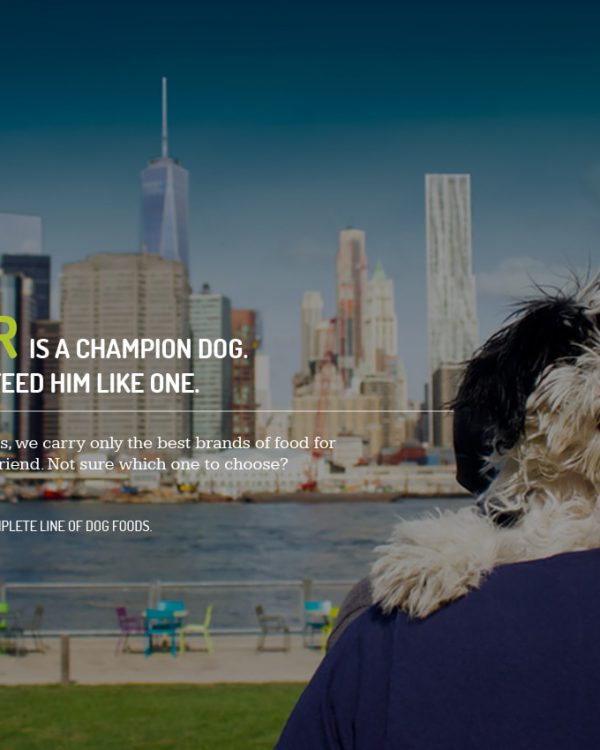 R IS A CHAMPION DOG.
FEED HIM LIKE ONE.
s, we carry only the best brands of food for
riend. Not sure which one to choose?
PLETE LINE OF DOG FOODS.